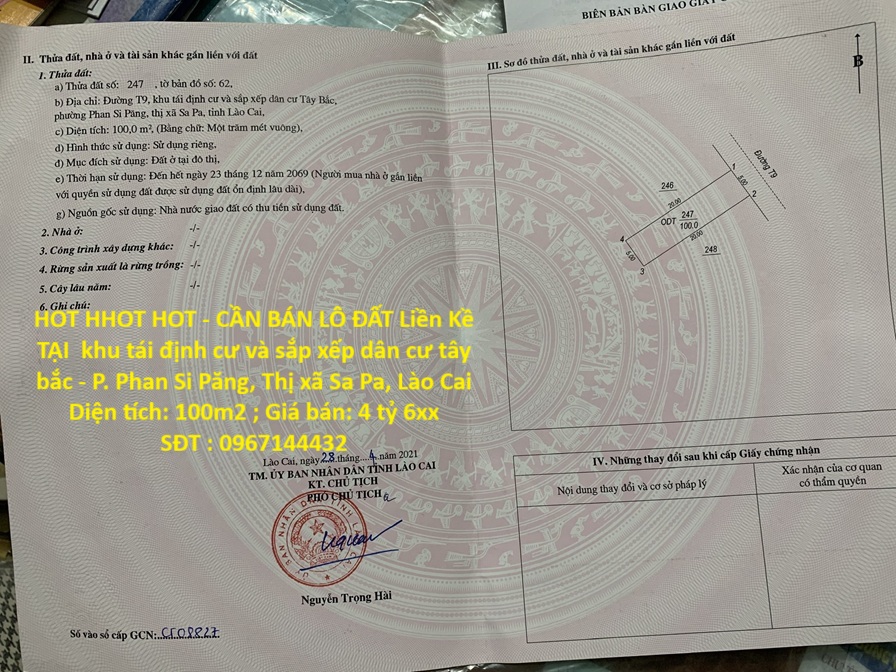 BIÊN BẢN BÀN GIAO
II. Thửa đất, nhà ở và tài sản khác gắn liền với đất
1. Thửa đất:
a) Thửa đất số: 247 , tờ bản đồ số: 62,
b) Địa chỉ: Đường T9, khu tái định cư và sắp xếp dân cư Tây Bắc,
phường Phan Si Păng, thị xã Sa Pa, tỉnh Lào Cai,
c) Diện tích: 100,0 m², (Bằng chữ: Một trăm mét vuông),
d) Hình thức sử dụng: Sử dụng riêng,
đ) Mục đích sử dụng: Đất ở tại đô thị,
e) Thời hạn sử dụng: Đến hết ngày 23 tháng 12 năm 2069 (Người mua nhà ở gắn liền
với quyền sử dụng đất được sử dụng đất ổn định lâu dài),
g) Nguồn gốc sử dụng: Nhà nước giao đất có thu tiền sử dụng đất.
2. Nhà ở: -/-
3. Công trình xây dựng khác: -/-
4. Rừng sản xuất là rừng trồng: -/-
5. Cây lâu năm: -/-
6. Ghi chú:
HOT HHOT HOT - CẦN BÁN LÔ ĐẤT Liền Kề
TẠI khu tái định cư và sắp xếp dân cư tây
bắc - P. Phan Si Păng, Thị xã Sa Pa, Lào Cai
Diện tích: 100m2 ; Giá bán: 4 tỷ 6xx
SĐT : 0967144432
Lào Cai, ngày 28 tháng 4 năm 2021
TM. ỦY BAN NHÂN DÂN TỈNH LÀO CAI
KT. CHỦ TỊCH
PHÓ CHỦ TỊCH
Nguyễn Trọng Hải
Số vào sổ cấp GCN: CT08827
III. Sơ đồ thửa đất, nhà ở và tài sản khác gắn liền với đất
B
Đường T9
1
246
5.00
2
20.00
247
ODT
100.0
20.00
4
248
5.00
3
IV. Những thay đổi sau khi cấp Giấy chứng nhận
Nội dung thay đổi và cơ sở pháp lý
Xác nhận của cơ quan
có thẩm quyền